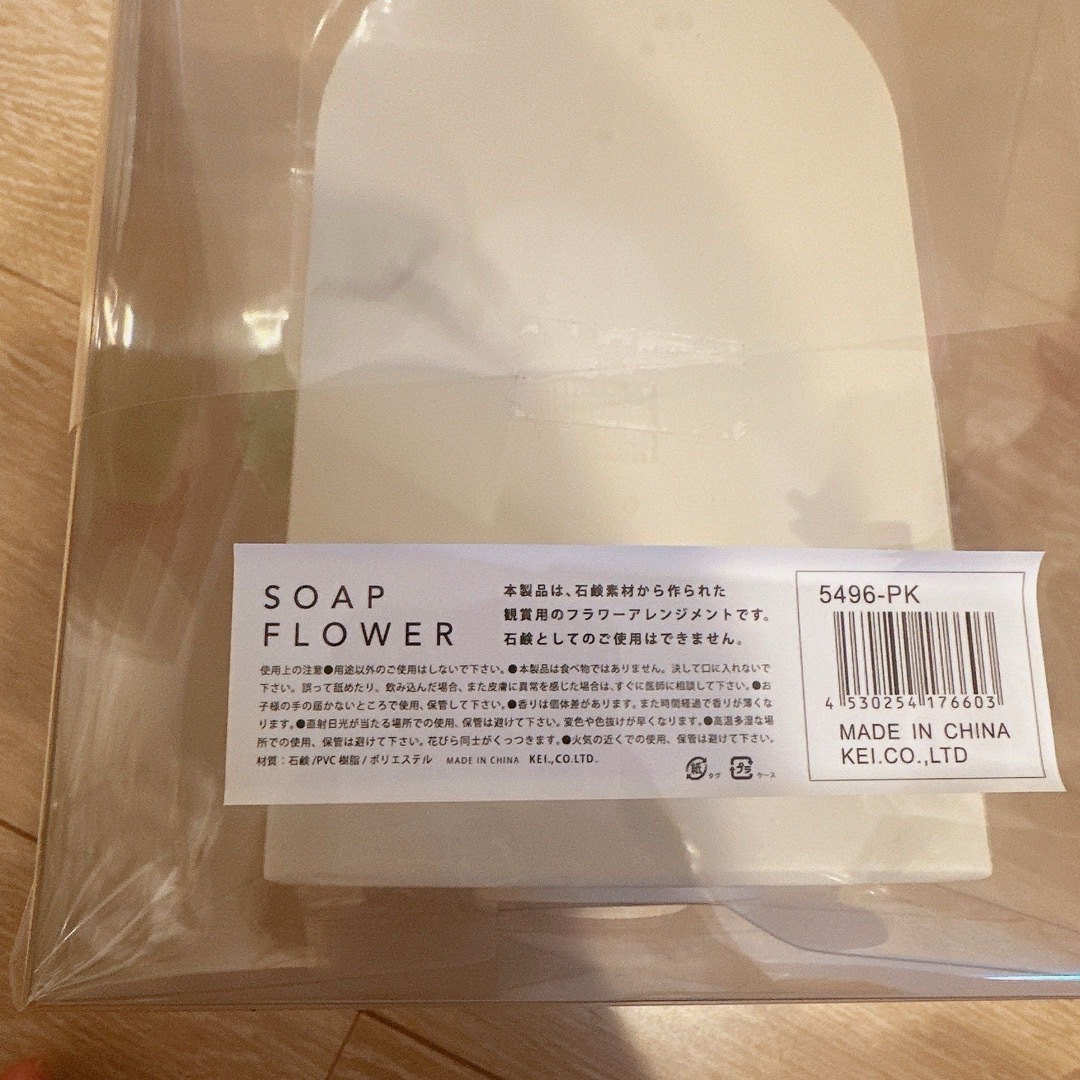 SOAP
FLOWER
本製品は、石鹸素材から作られた
観賞用のフラワーアレンジメントです。
石鹸としてのご使用はできません。
使用上の注意●用途以外のご使用はしないで下さい。●本製品は食べ物ではありません。決して口に入れないで
下さい。誤って舐めたり、飲み込んだ場合、また皮膚に異常を感じた場合は、すぐに医師に相談して下さい。●お
子様の手の届かないところで使用、保管して下さい。●香りは個体差があります。また時間経過で香りが薄くな
ります。●直射日光が当たる場所での使用、保管は避けて下さい。変色や色抜けが早くなります。●高温多湿な場
所での使用、保管は避けて下さい。花びら同士がくっつきます。●火気の近くでの使用、保管は避けて下さい。
材質：石鹸/PVC樹脂/ポリエステル MADE IN CHINA KEI.,CO.LTD.
紙 タグ プラ ケース
5496-PK
4 530254 176603
MADE IN CHINA
KEI.CO.,LTD